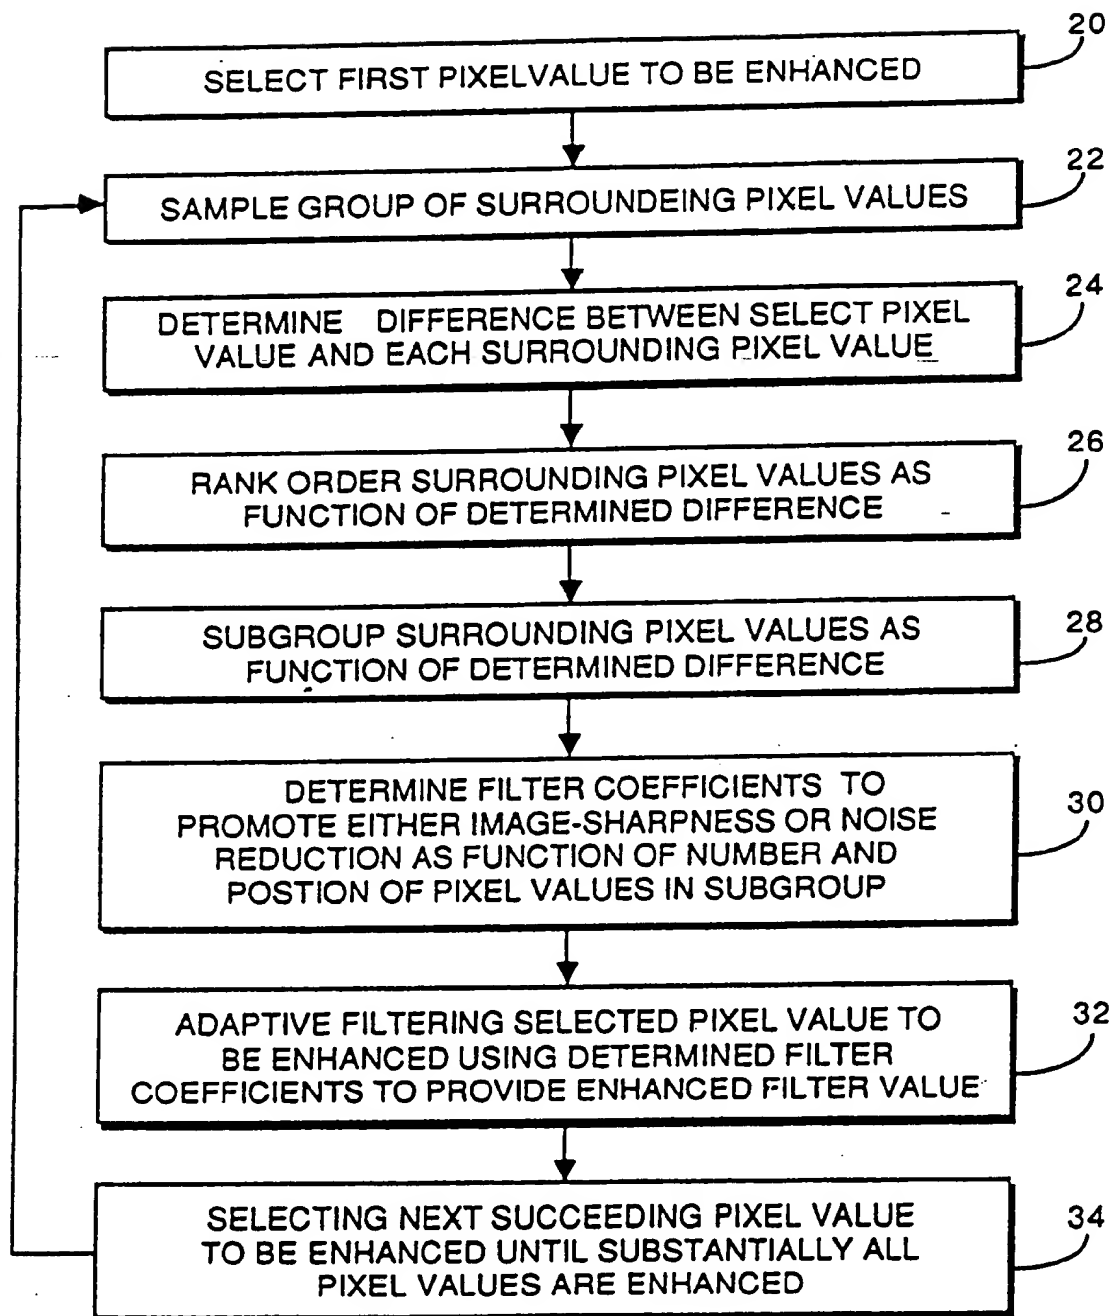 20
SELECT FIRST PIXELVALUE TO BE ENHANCED
22
SAMPLE GROUP OF SURROUNDEING PIXEL VALUES
24
DETERMINE DIFFERENCE BETWEEN SELECT PIXEL
VALUE AND EACH SURROUNDING PIXEL VALUE
26
RANK ORDER SURROUNDING PIXEL VALUES AS
FUNCTION OF DETERMINED DIFFERENCE
28
SUBGROUP SURROUNDING PIXEL VALUES AS
FUNCTION OF DETERMINED DIFFERENCE
30
DETERMINE FILTER COEFFICIENTS TO
PROMOTE EITHER IMAGE-SHARPNESS OR NOISE
REDUCTION AS FUNCTION OF NUMBER AND
POSTION OF PIXEL VALUES IN SUBGROUP
32
ADAPTIVE FILTERING SELECTED PIXEL VALUE TO
BE ENHANCED USING DETERMINED FILTER
COEFFICIENTS TO PROVIDE ENHANCED FILTER VALUE
34
SELECTING NEXT SUCCEEDING PIXEL VALUE
TO BE ENHANCED UNTIL SUBSTANTIALLY ALL
PIXEL VALUES ARE ENHANCED